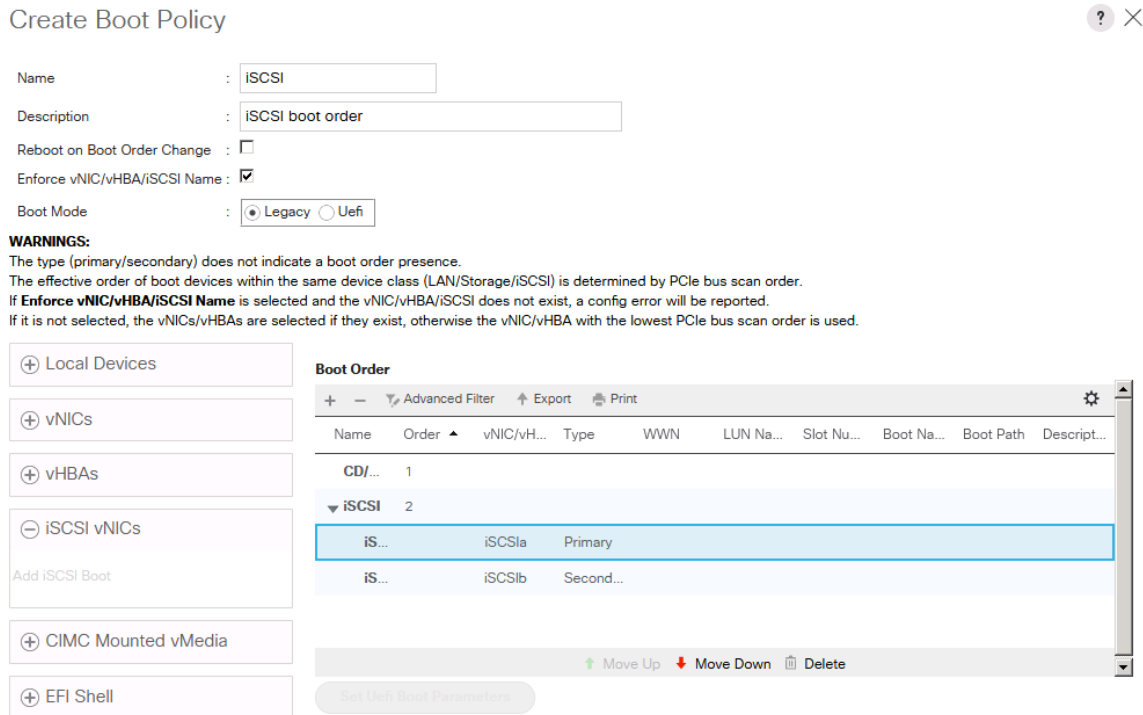 Create Boot Policy ?
Name : iSCSI
Description : iSCSI boot order
Reboot on Boot Order Change :
Enforce vNIC/vHBA/iSCSI Name :
Boot Mode : Legacy Uefi
WARNINGS:
The type (primary/secondary) does not indicate a boot order presence.
The effective order of boot devices within the same device class (LAN/Storage/iSCSI) is determined by PCIe bus scan order.
If Enforce vNIC/vHBA/iSCSI Name is selected and the vNIC/vHBA/iSCSI does not exist, a config error will be reported.
If it is not selected, the vNICs/vHBAs are selected if they exist, otherwise the vNIC/vHBA with the lowest PCIe bus scan order is used.
Local Devices
vNICs
vHBAs
iSCSI vNICs
Add iSCSI Boot
CIMC Mounted vMedia
EFI Shell
Boot Order
+ − Advanced Filter Export Print
Name Order vNIC/vH... Type WWN LUN Na... Slot Nu... Boot Na... Boot Path Descript...
CD/... 1
iSCSI 2
iS... iSCSIa Primary
iS... iSCSIb Second...
Move Up Move Down Delete
Set Uefi Boot Parameters